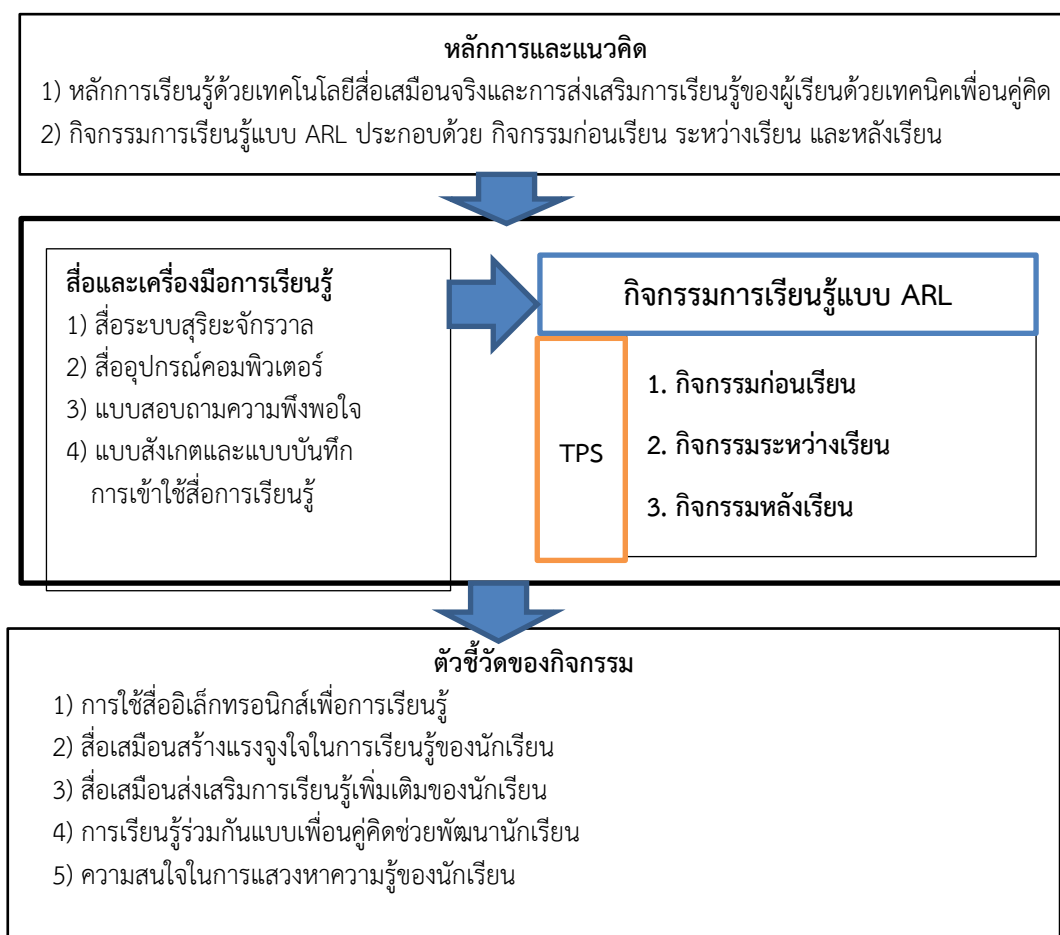 หลักการและแนวคิด
1) หลักการเรียนรู้ด้วยเทคโนโลยีสื่อเสมือนจริงและการส่งเสริมการเรียนรู้ของผู้เรียนด้วยเทคนิคเพื่อนคู่คิด
2) กิจกรรมการเรียนรู้แบบ ARL ประกอบด้วย กิจกรรมก่อนเรียน ระหว่างเรียน และหลังเรียน
สื่อและเครื่องมือการเรียนรู้
1) สื่อระบบสุริยะจักรวาล
2) สื่ออุปกรณ์คอมพิวเตอร์
3) แบบสอบถามความพึงพอใจ
4) แบบสังเกตและแบบบันทึก
การเข้าใช้สื่อการเรียนรู้
กิจกรรมการเรียนรู้แบบ ARL
TPS
1. กิจกรรมก่อนเรียน
2. กิจกรรมระหว่างเรียน
3. กิจกรรมหลังเรียน
ตัวชี้วัดของกิจกรรม
1) การใช้สื่ออิเล็กทรอนิกส์เพื่อการเรียนรู้
2) สื่อเสมือนสร้างแรงจูงใจในการเรียนรู้ของนักเรียน
3) สื่อเสมือนส่งเสริมการเรียนรู้เพิ่มเติมของนักเรียน
4) การเรียนรู้ร่วมกันแบบเพื่อนคู่คิดช่วยพัฒนานักเรียน
5) ความสนใจในการแสวงหาความรู้ของนักเรียน